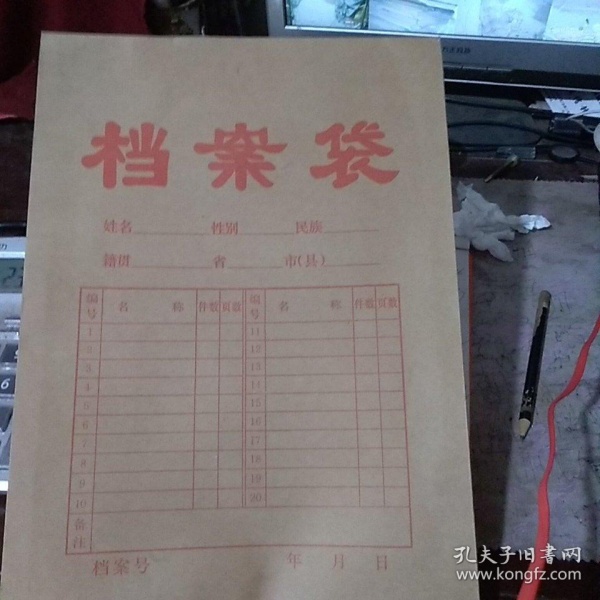 档案袋
姓名 性别 民族
籍贯 省 市(县)
编号 名 称 件数 页数 编号 名 称 件数 页数
1 11
2 12
3 13
4 14
5 15
6 16
7 17
8 18
9 19
10 20
备注
档案号 年 月 日
6
孔夫子旧书网
www.kongfz.com